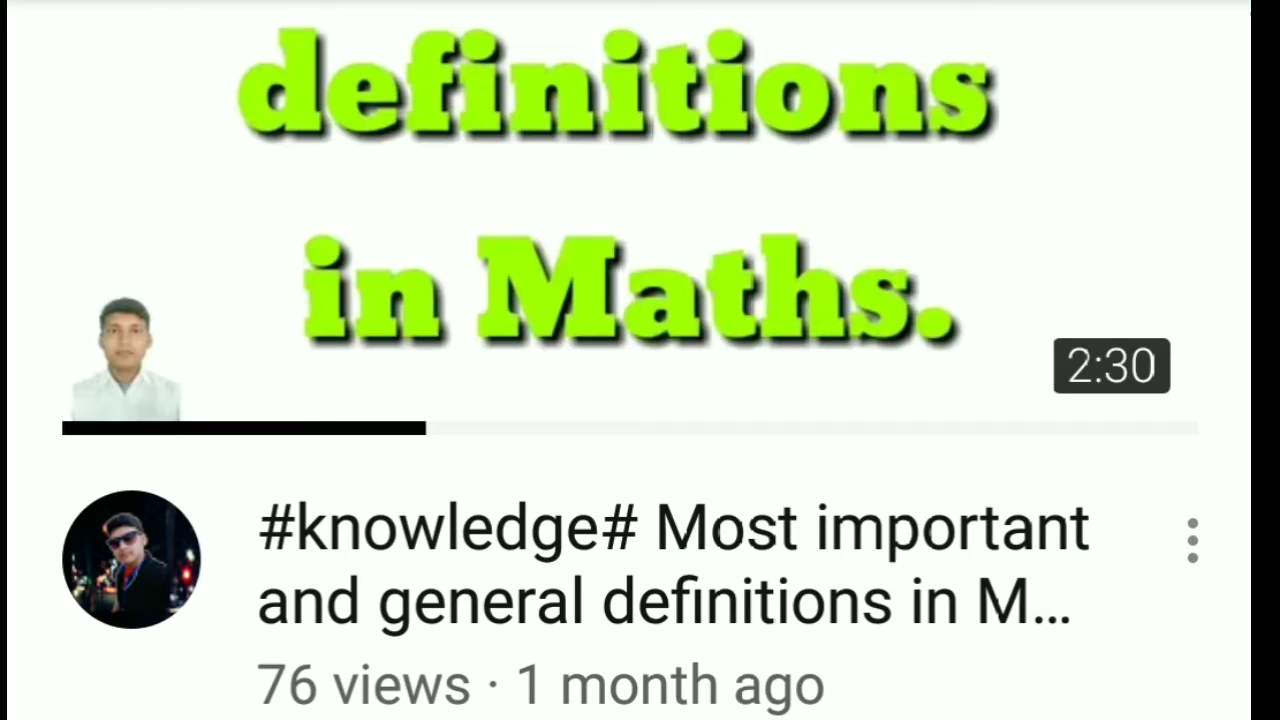 definitions
in Maths.
2:30
#knowledge# Most important
and general definitions in M...
76 views · 1 month ago